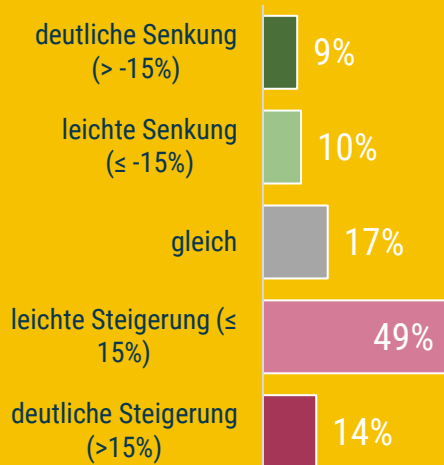 deutliche Senkung
(> -15%)
9%
leichte Senkung
(≤ -15%)
10%
gleich
17%
leichte Steigerung (≤
15%)
49%
deutliche Steigerung
(>15%)
14%